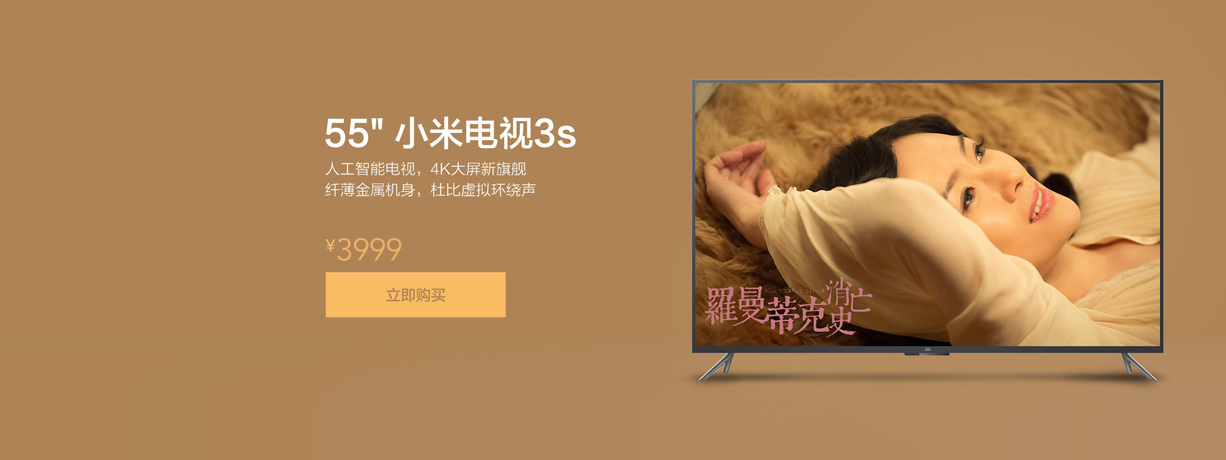 55" 小米电视3s
人工智能电视，4K大屏新旗舰
纤薄金属机身，杜比虚拟环绕声
¥3999
立即购买
羅曼蒂克消亡史